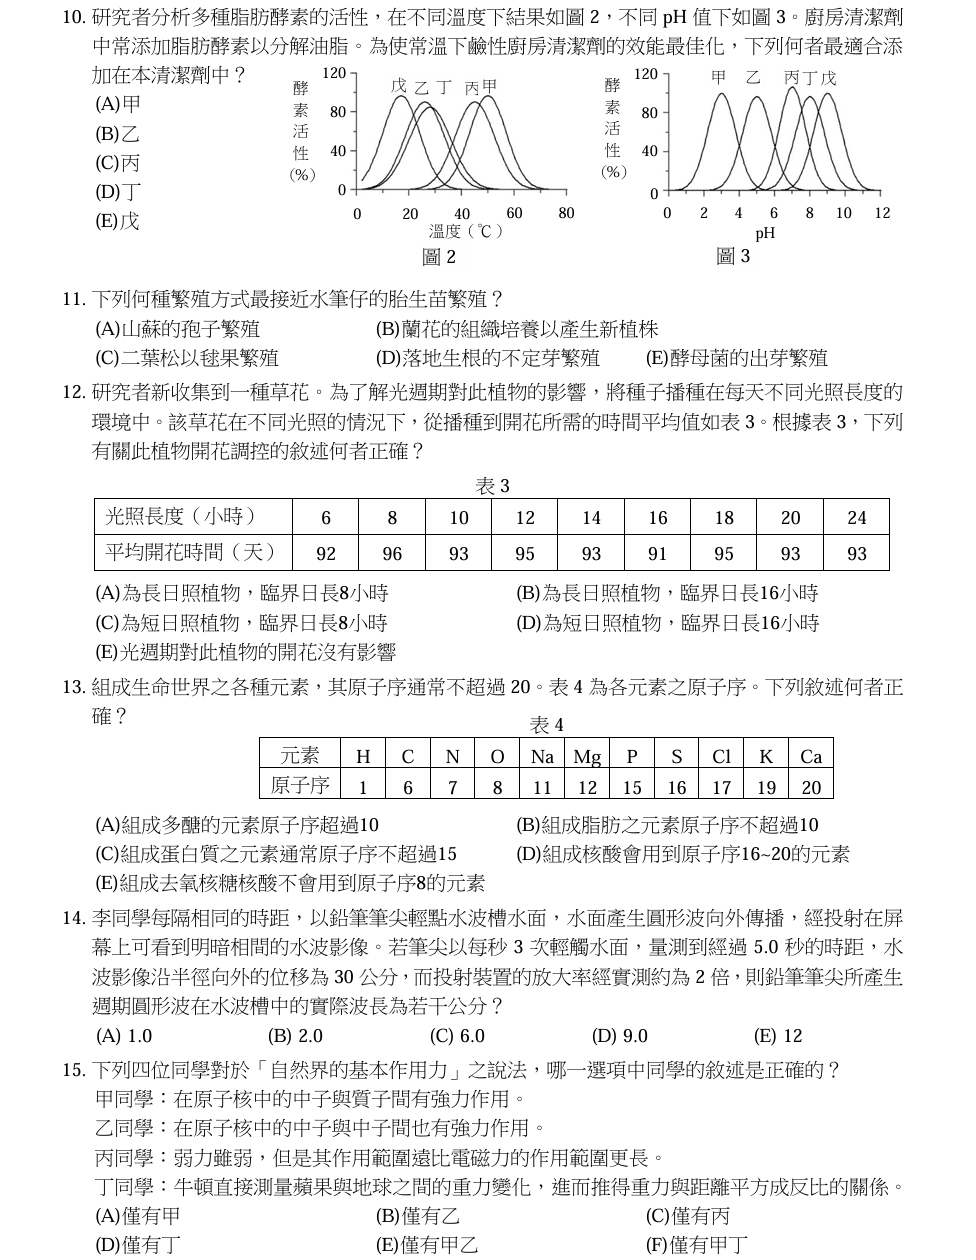 10. 研究者分析多種脂肪酵素的活性，在不同溫度下結果如圖 2，不同 pH 值下如圖 3。廚房清潔劑
中常添加脂肪酵素以分解油脂。為使常溫下鹼性廚房清潔劑的效能最佳化，下列何者最適合添
加在本清潔劑中？
(A)甲
(B)乙
(C)丙
(D)丁
(E)戊
酵素活性(%)
120
80
40
0
戊 乙 丁 丙 甲
0 20 40 60 80
溫度（℃）
圖 2
酵素活性(%)
120
80
40
0
甲 乙 丙 丁 戊
0 2 4 6 8 10 12
pH
圖 3
11. 下列何種繁殖方式最接近水筆仔的胎生苗繁殖？
(A)山蘇的孢子繁殖 (B)蘭花的組織培養以產生新植株
(C)二葉松以毬果繁殖 (D)落地生根的不定芽繁殖 (E)酵母菌的出芽繁殖
12. 研究者新收集到一種草花。為了解光週期對此植物的影響，將種子播種在每天不同光照長度的
環境中。該草花在不同光照的情況下，從播種到開花所需的時間平均值如表 3。根據表 3，下列
有關此植物開花調控的敘述何者正確？
表 3
光照長度（小時） 6 8 10 12 14 16 18 20 24
平均開花時間（天） 92 96 93 95 93 91 95 93 93
(A)為長日照植物，臨界日長8小時 (B)為長日照植物，臨界日長16小時
(C)為短日照植物，臨界日長8小時 (D)為短日照植物，臨界日長16小時
(E)光週期對此植物的開花沒有影響
13. 組成生命世界之各種元素，其原子序通常不超過 20。表 4 為各元素之原子序。下列敘述何者正
確？
表 4
元素 H C N O Na Mg P S Cl K Ca
原子序 1 6 7 8 11 12 15 16 17 19 20
(A)組成多醣的元素原子序超過10 (B)組成脂肪之元素原子序不超過10
(C)組成蛋白質之元素通常原子序不超過15 (D)組成核酸會用到原子序16~20的元素
(E)組成去氧核糖核酸不會用到原子序8的元素
14. 李同學每隔相同的時距，以鉛筆筆尖輕點水波槽水面，水面產生圓形波向外傳播，經投射在屏
幕上可看到明暗相間的水波影像。若筆尖以每秒 3 次輕觸水面，量測到經過 5.0 秒的時距，水
波影像沿半徑向外的位移為 30 公分，而投射裝置的放大率經實測約為 2 倍，則鉛筆筆尖所產生
週期圓形波在水波槽中的實際波長為若干公分？
(A) 1.0 (B) 2.0 (C) 6.0 (D) 9.0 (E) 12
15. 下列四位同學對於「自然界的基本作用力」之說法，哪一選項中同學的敘述是正確的？
甲同學：在原子核中的中子與質子間有強力作用。
乙同學：在原子核中的中子與中子間也有強力作用。
丙同學：弱力雖弱，但是其作用範圍遠比電磁力的作用範圍更長。
丁同學：牛頓直接測量蘋果與地球之間的重力變化，進而推得重力與距離平方成反比的關係。
(A)僅有甲 (B)僅有乙 (C)僅有丙
(D)僅有丁 (E)僅有甲乙 (F)僅有甲丁